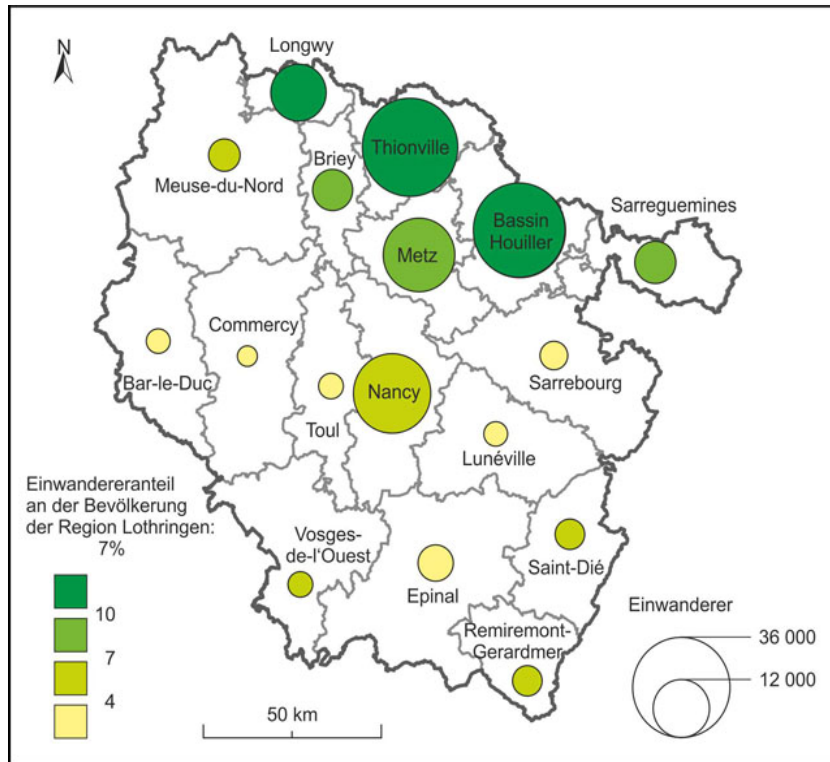 N
Longwy
Thionville
Briey
Meuse-du-Nord
Sarreguemines
Bassin
Houiller
Metz
Commercy
Bar-le-Duc
Sarrebourg
Nancy
Toul
Lunéville
Einwandereranteil
an der Bevölkerung
der Region Lothringen:
7%
10
7
4
Vosges-
de-l'Ouest
Epinal
Saint-Dié
Remiremont-
Gerardmer
Einwanderer
36 000
12 000
50 km